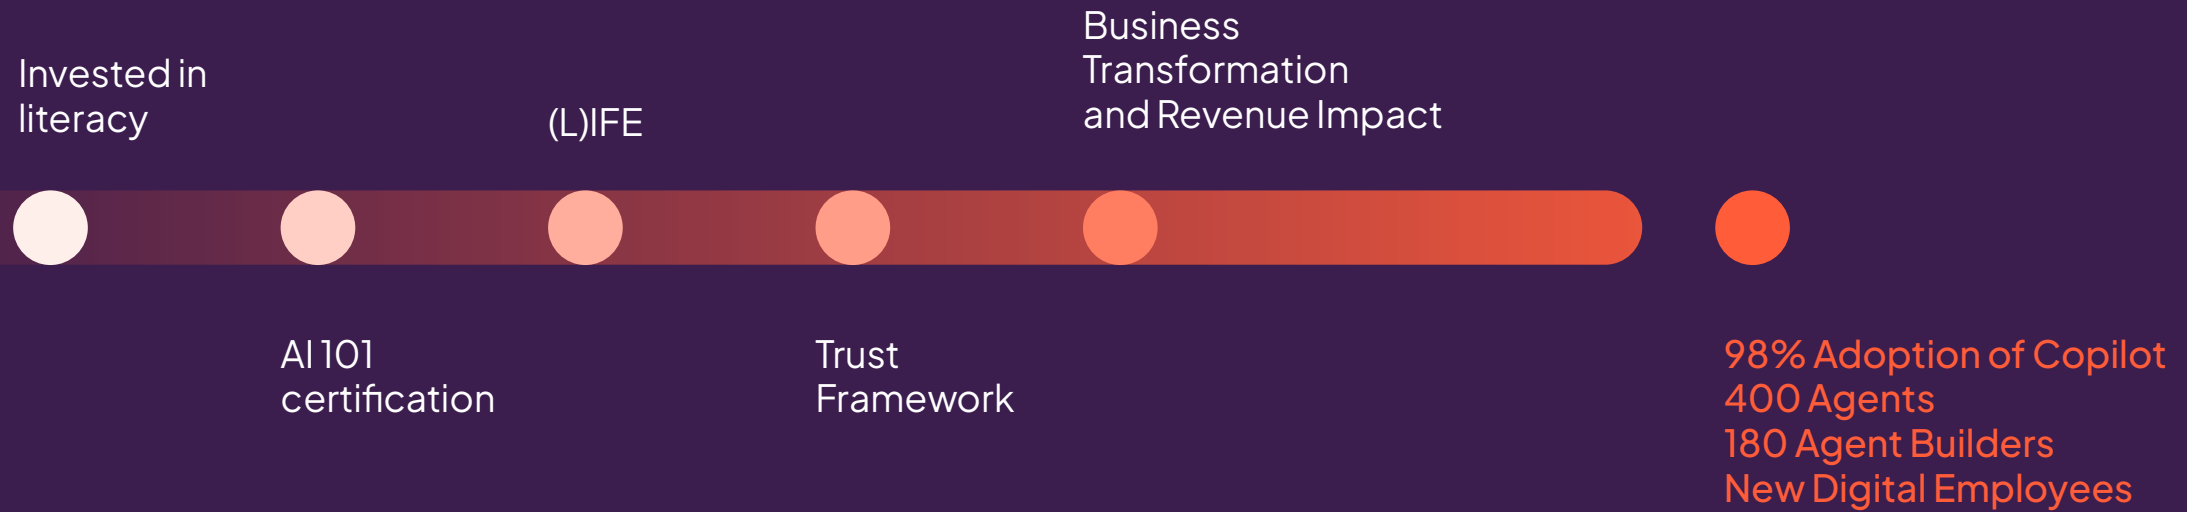 Invested in
literacy
AI 101
certification
(L)IFE
Trust
Framework
Business
Transformation
and Revenue Impact
98% Adoption of Copilot
400 Agents
180 Agent Builders
New Digital Employees